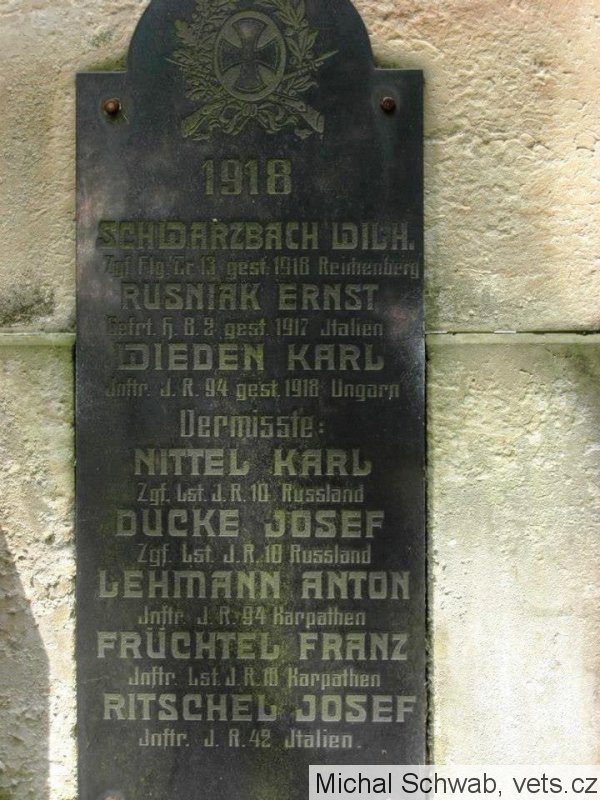 1918
SCHWARZBACH WILH.
Zgf. Flg. Tr. 13 gest. 1918 Reichenberg
RUSNIAK ERNST
Gefrt. H. B. 2 gest. 1917 Jtalien
WIEDEN KARL
Jnftr. J. R. 94 gest. 1918 Ungarn
Vermisste:
NITTEL KARL
Zgf. Lst. J. R. 10 Russland
DUCKE JOSEF
Zgf. Lst. J. R. 10 Russland
LEHMANN ANTON
Jnftr. J. R. 94 Karpathen
FRÜCHTEL FRANZ
Jnftr. Lst. J. R. Karpathen
RITSCHEL JOSEF
Jnftr. J. R. 42 Jtalien.
Michal Schwab, vets.cz